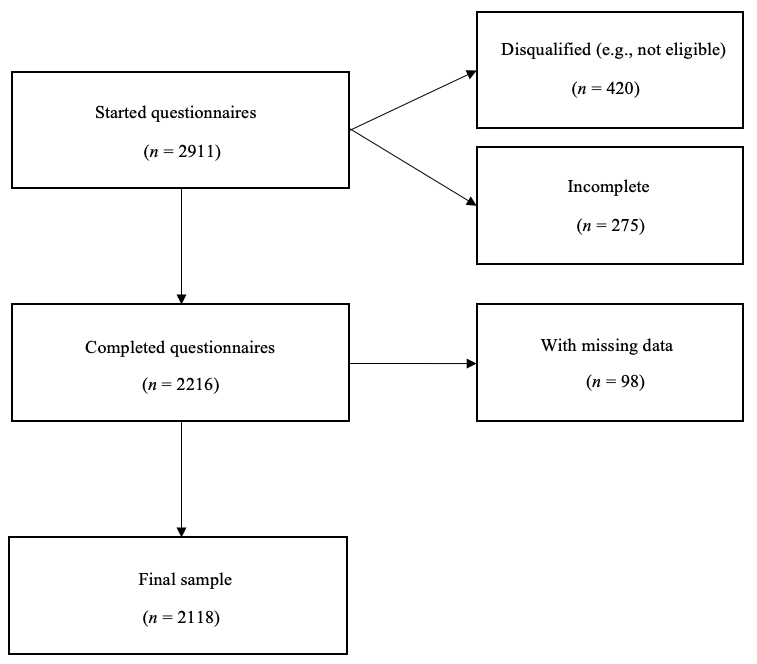 Started questionnaires
(n = 2911)
Disqualified (e.g., not eligible)
(n = 420)
Incomplete
(n = 275)
Completed questionnaires
(n = 2216)
With missing data
(n = 98)
Final sample
(n = 2118)